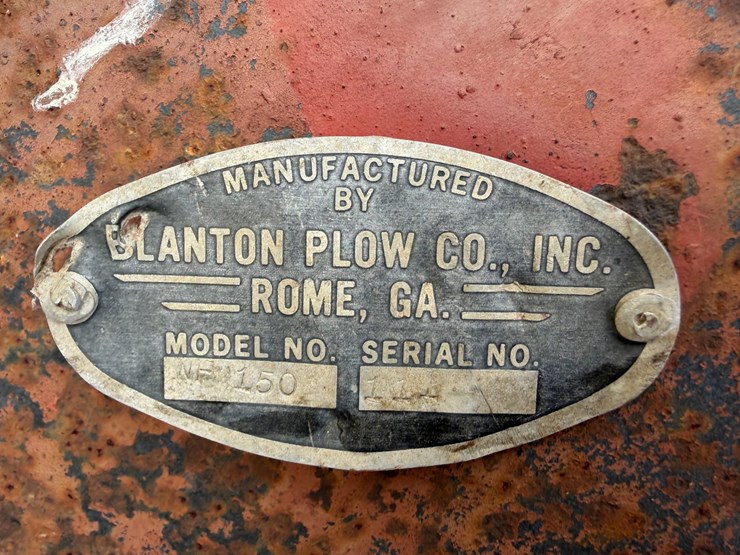 MANUFACTURED
BY
BLANTON PLOW CO., INC.
ROME, GA.
MODEL NO. SERIAL NO.
150